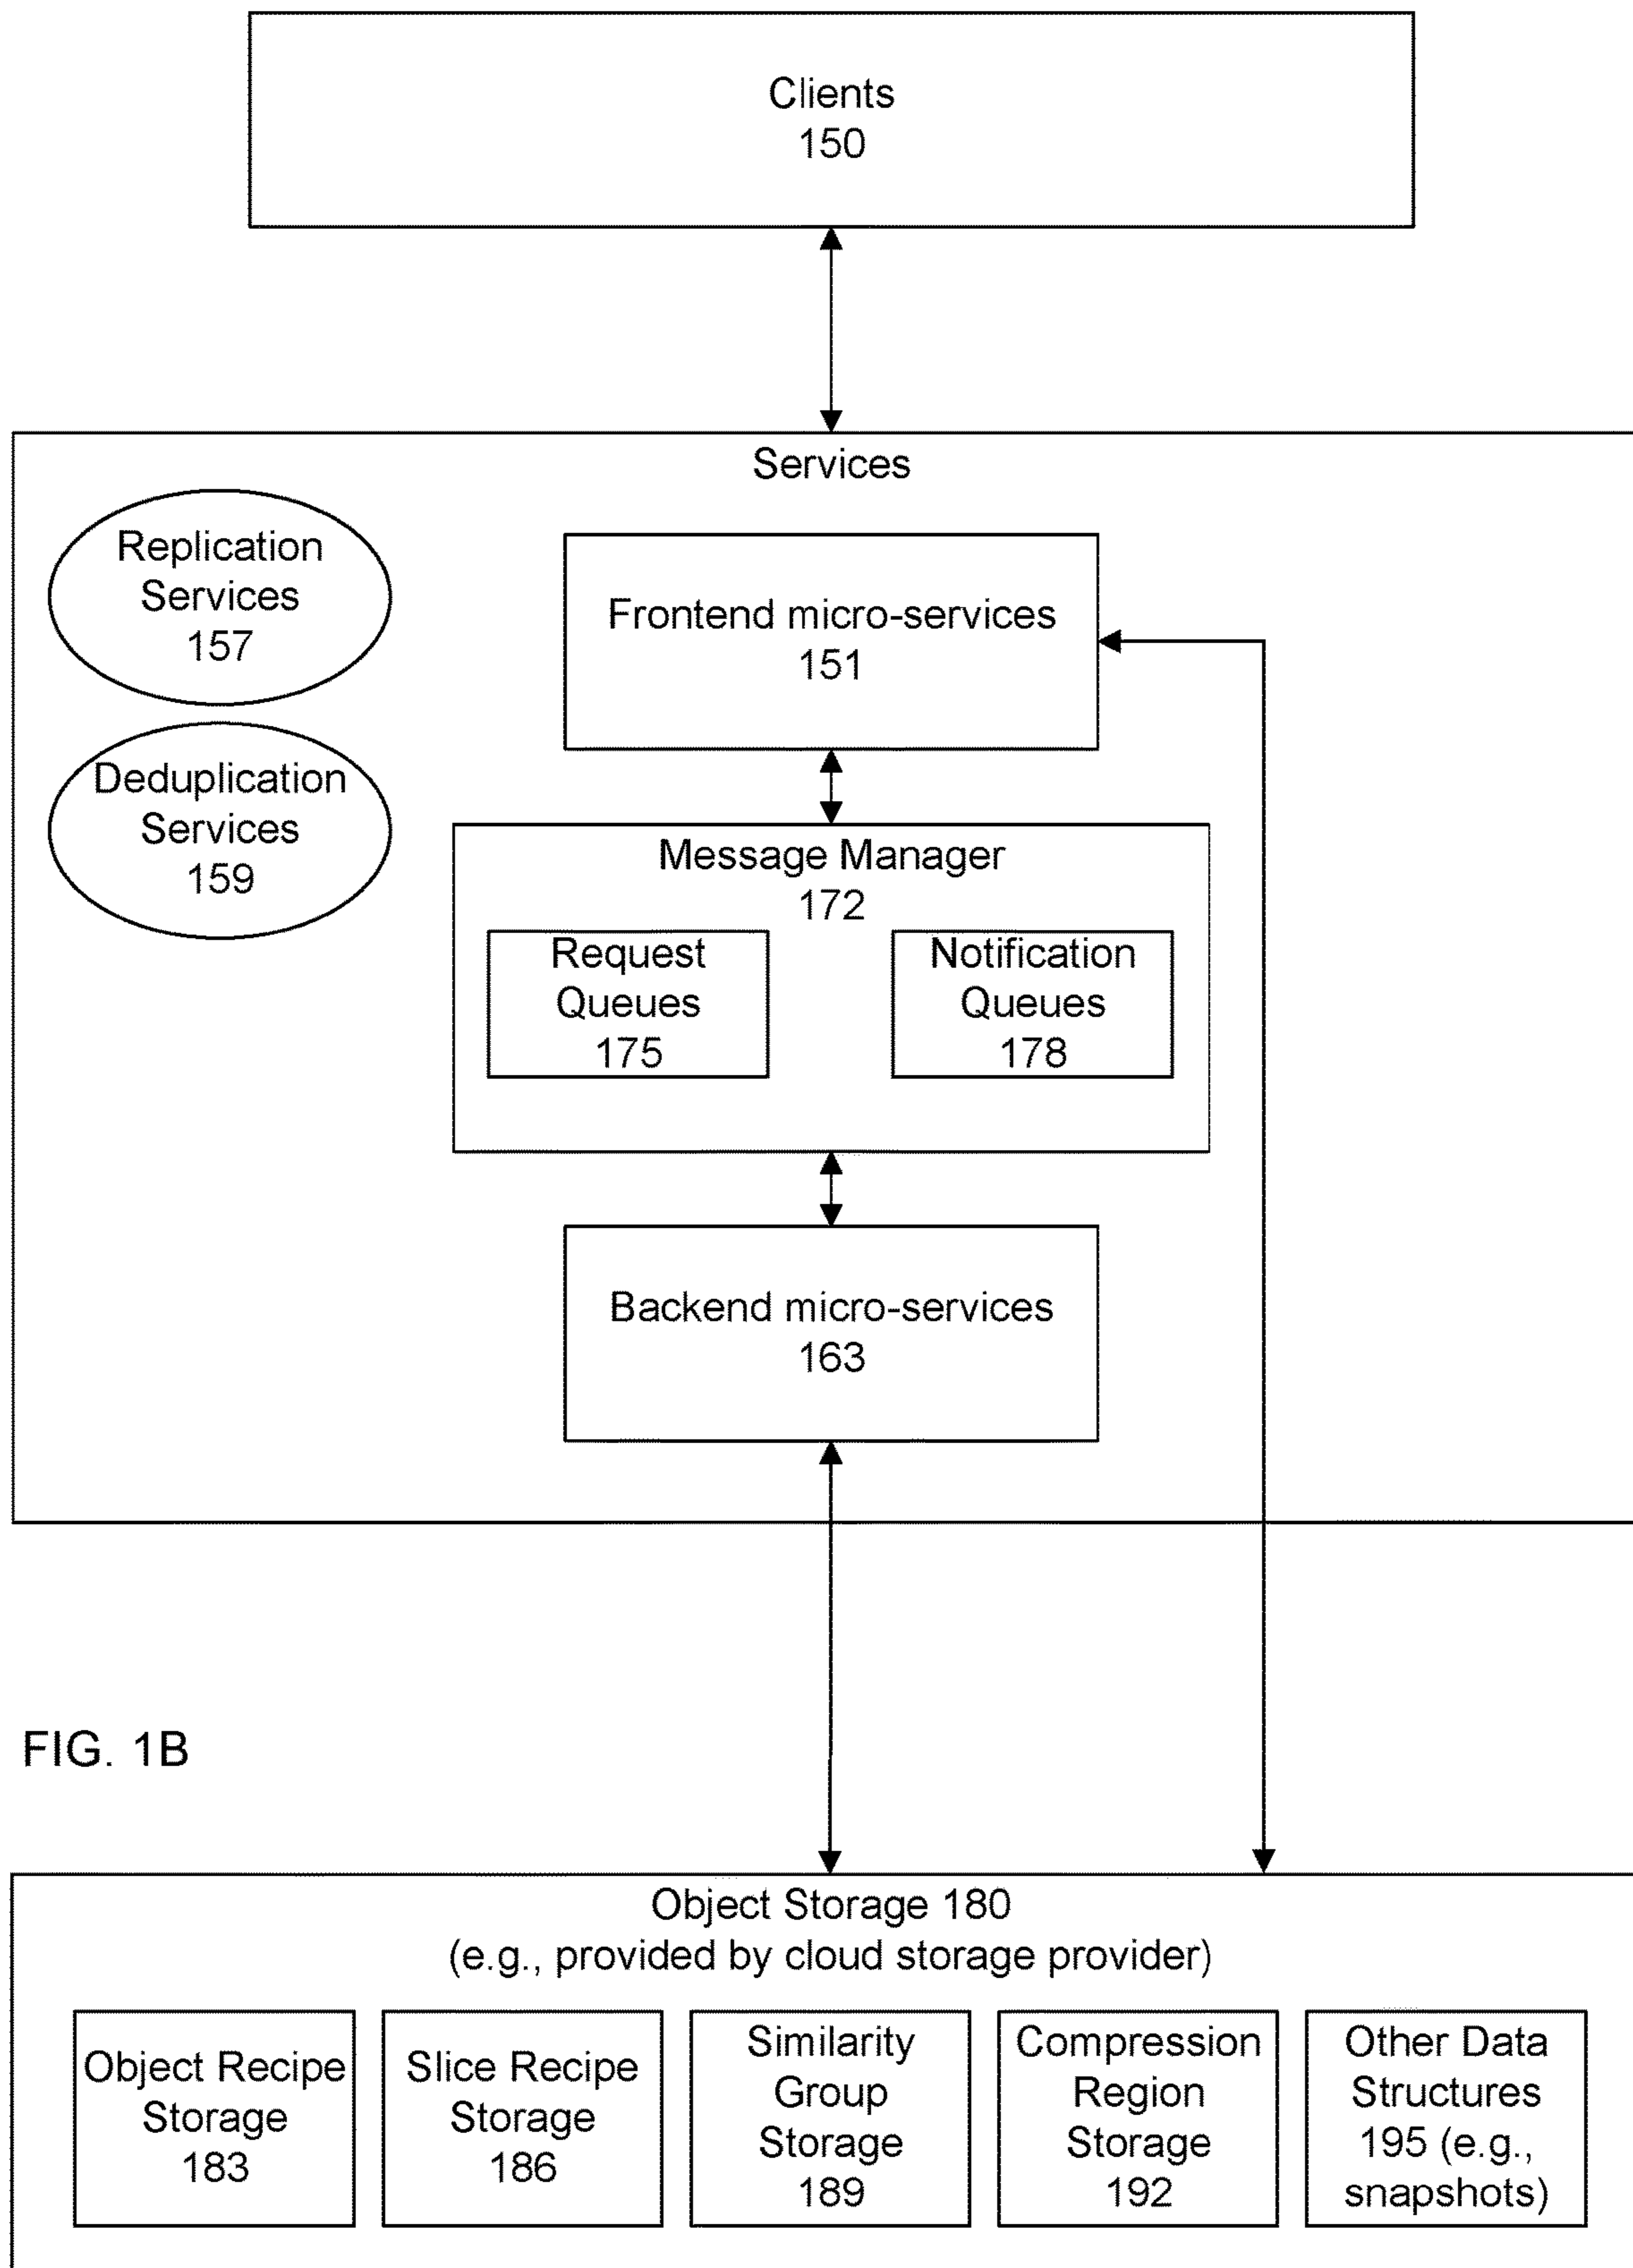 Clients
150
Services
Replication
Services
157
Deduplication
Services
159
Frontend micro-services
151
Message Manager
172
Request
Queues
175
Notification
Queues
178
Backend micro-services
163
FIG. 1B
Object Storage 180
(e.g., provided by cloud storage provider)
Object Recipe
Storage
183
Slice Recipe
Storage
186
Similarity
Group
Storage
189
Compression
Region
Storage
192
Other Data
Structures
195 (e.g.,
snapshots)